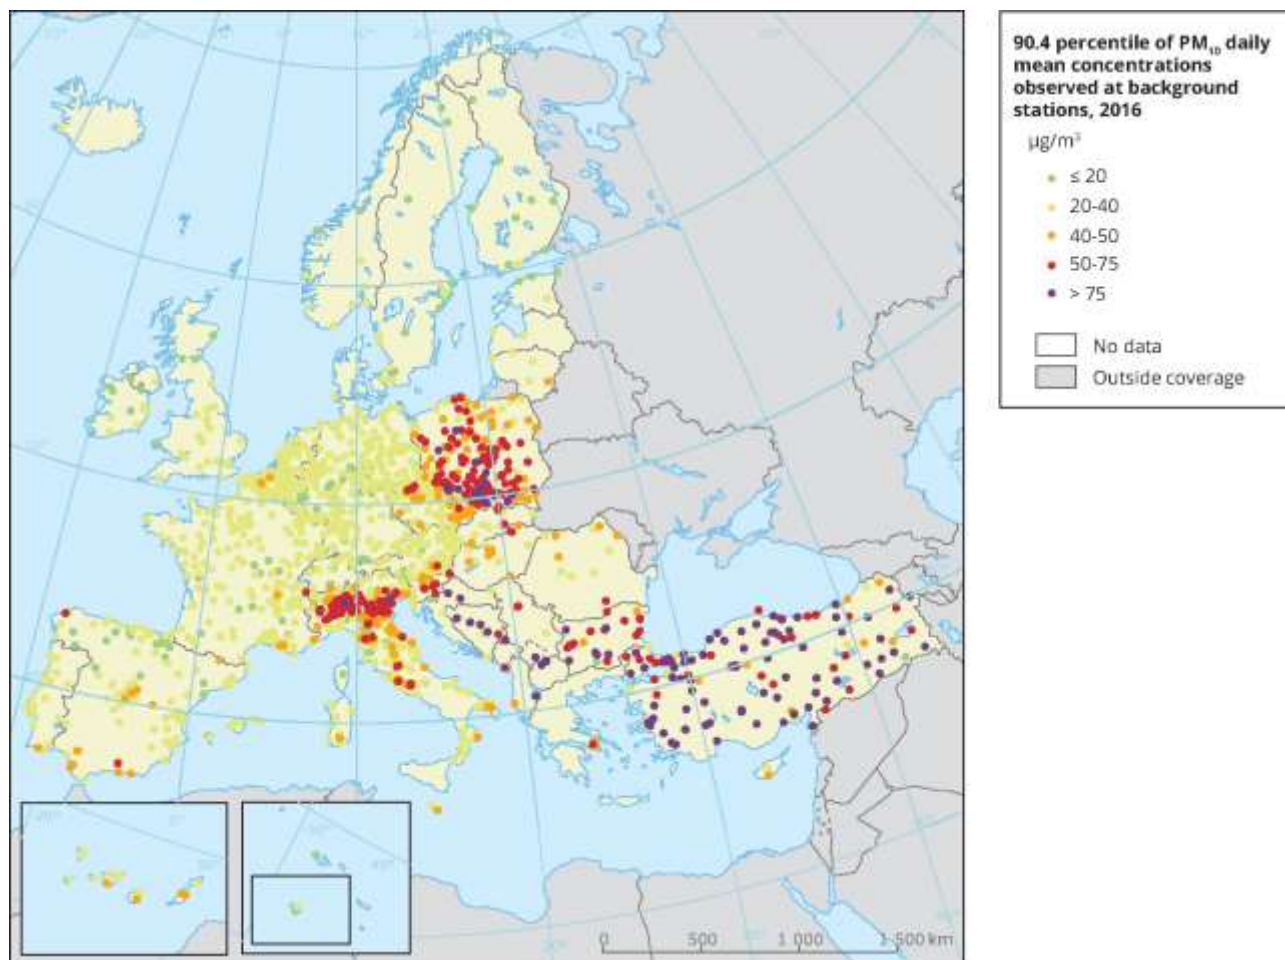 90.4 percentile of PM₁₀ daily
mean concentrations
observed at background
stations, 2016
µg/m³
≤ 20
20-40
40-50
50-75
> 75
No data
Outside coverage
0 500 1 000 1 500 km